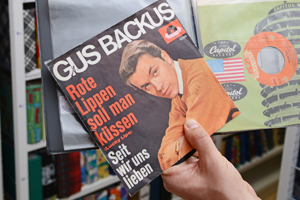 GUS BACKUS
Rote
Lippen
soll man
küssen
Seit
wir uns
lieben
Capitol